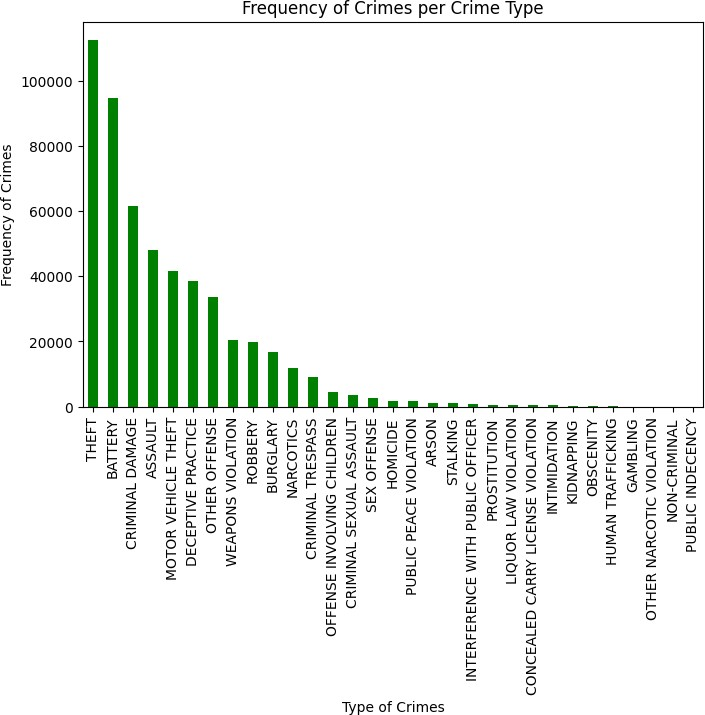 Frequency of Crimes per Crime Type
Frequency of Crimes
100000
80000
60000
40000
20000
0
THEFT
BATTERY
CRIMINAL DAMAGE
ASSAULT
MOTOR VEHICLE THEFT
DECEPTIVE PRACTICE
OTHER OFFENSE
WEAPONS VIOLATION
ROBBERY
BURGLARY
NARCOTICS
CRIMINAL TRESPASS
OFFENSE INVOLVING CHILDREN
CRIMINAL SEXUAL ASSAULT
SEX OFFENSE
HOMICIDE
PUBLIC PEACE VIOLATION
ARSON
STALKING
INTERFERENCE WITH PUBLIC OFFICER
PROSTITUTION
LIQUOR LAW VIOLATION
CONCEALED CARRY LICENSE VIOLATION
INTIMIDATION
KIDNAPPING
OBSCENITY
HUMAN TRAFFICKING
GAMBLING
OTHER NARCOTIC VIOLATION
NON-CRIMINAL
PUBLIC INDECENCY
Type of Crimes